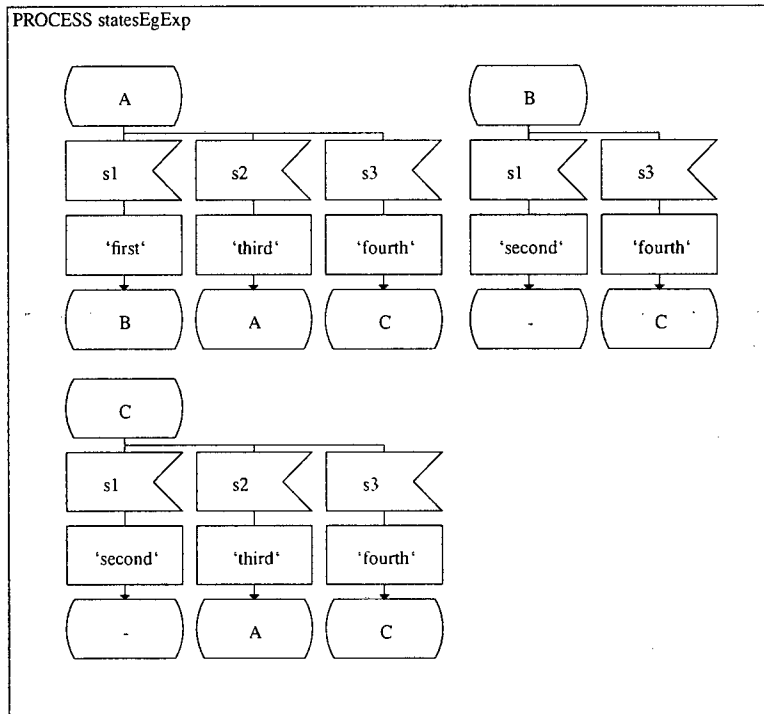 PROCESS statesEgExp
A
B
s1
s2
s3
s1
s3
‘first‘
‘third‘
‘fourth‘
‘second‘
‘fourth‘
B
A
C
-
C
C
s1
s2
s3
‘second‘
‘third‘
‘fourth‘
-
A
C